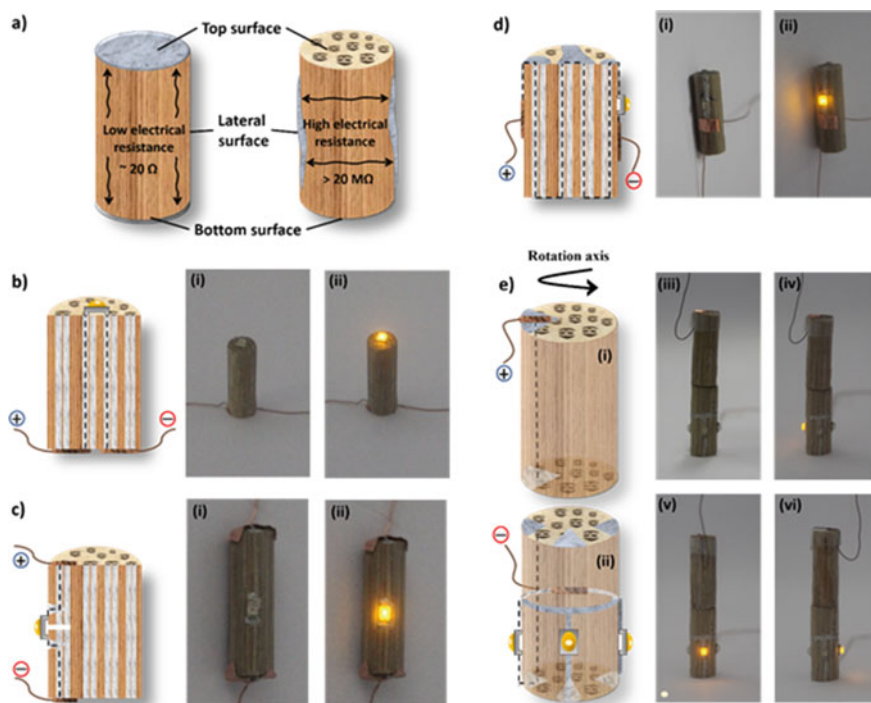 a)
Top surface
Low electrical
resistance
~ 20 Ω
Lateral
surface
High electrical
resistance
> 20 MΩ
Bottom surface
b)
(i)
(ii)
+
−
c)
(i)
(ii)
+
−
d)
(i)
(ii)
+
−
Rotation axis
e)
(i)
+
(iii)
(iv)
−
(ii)
(v)
(vi)